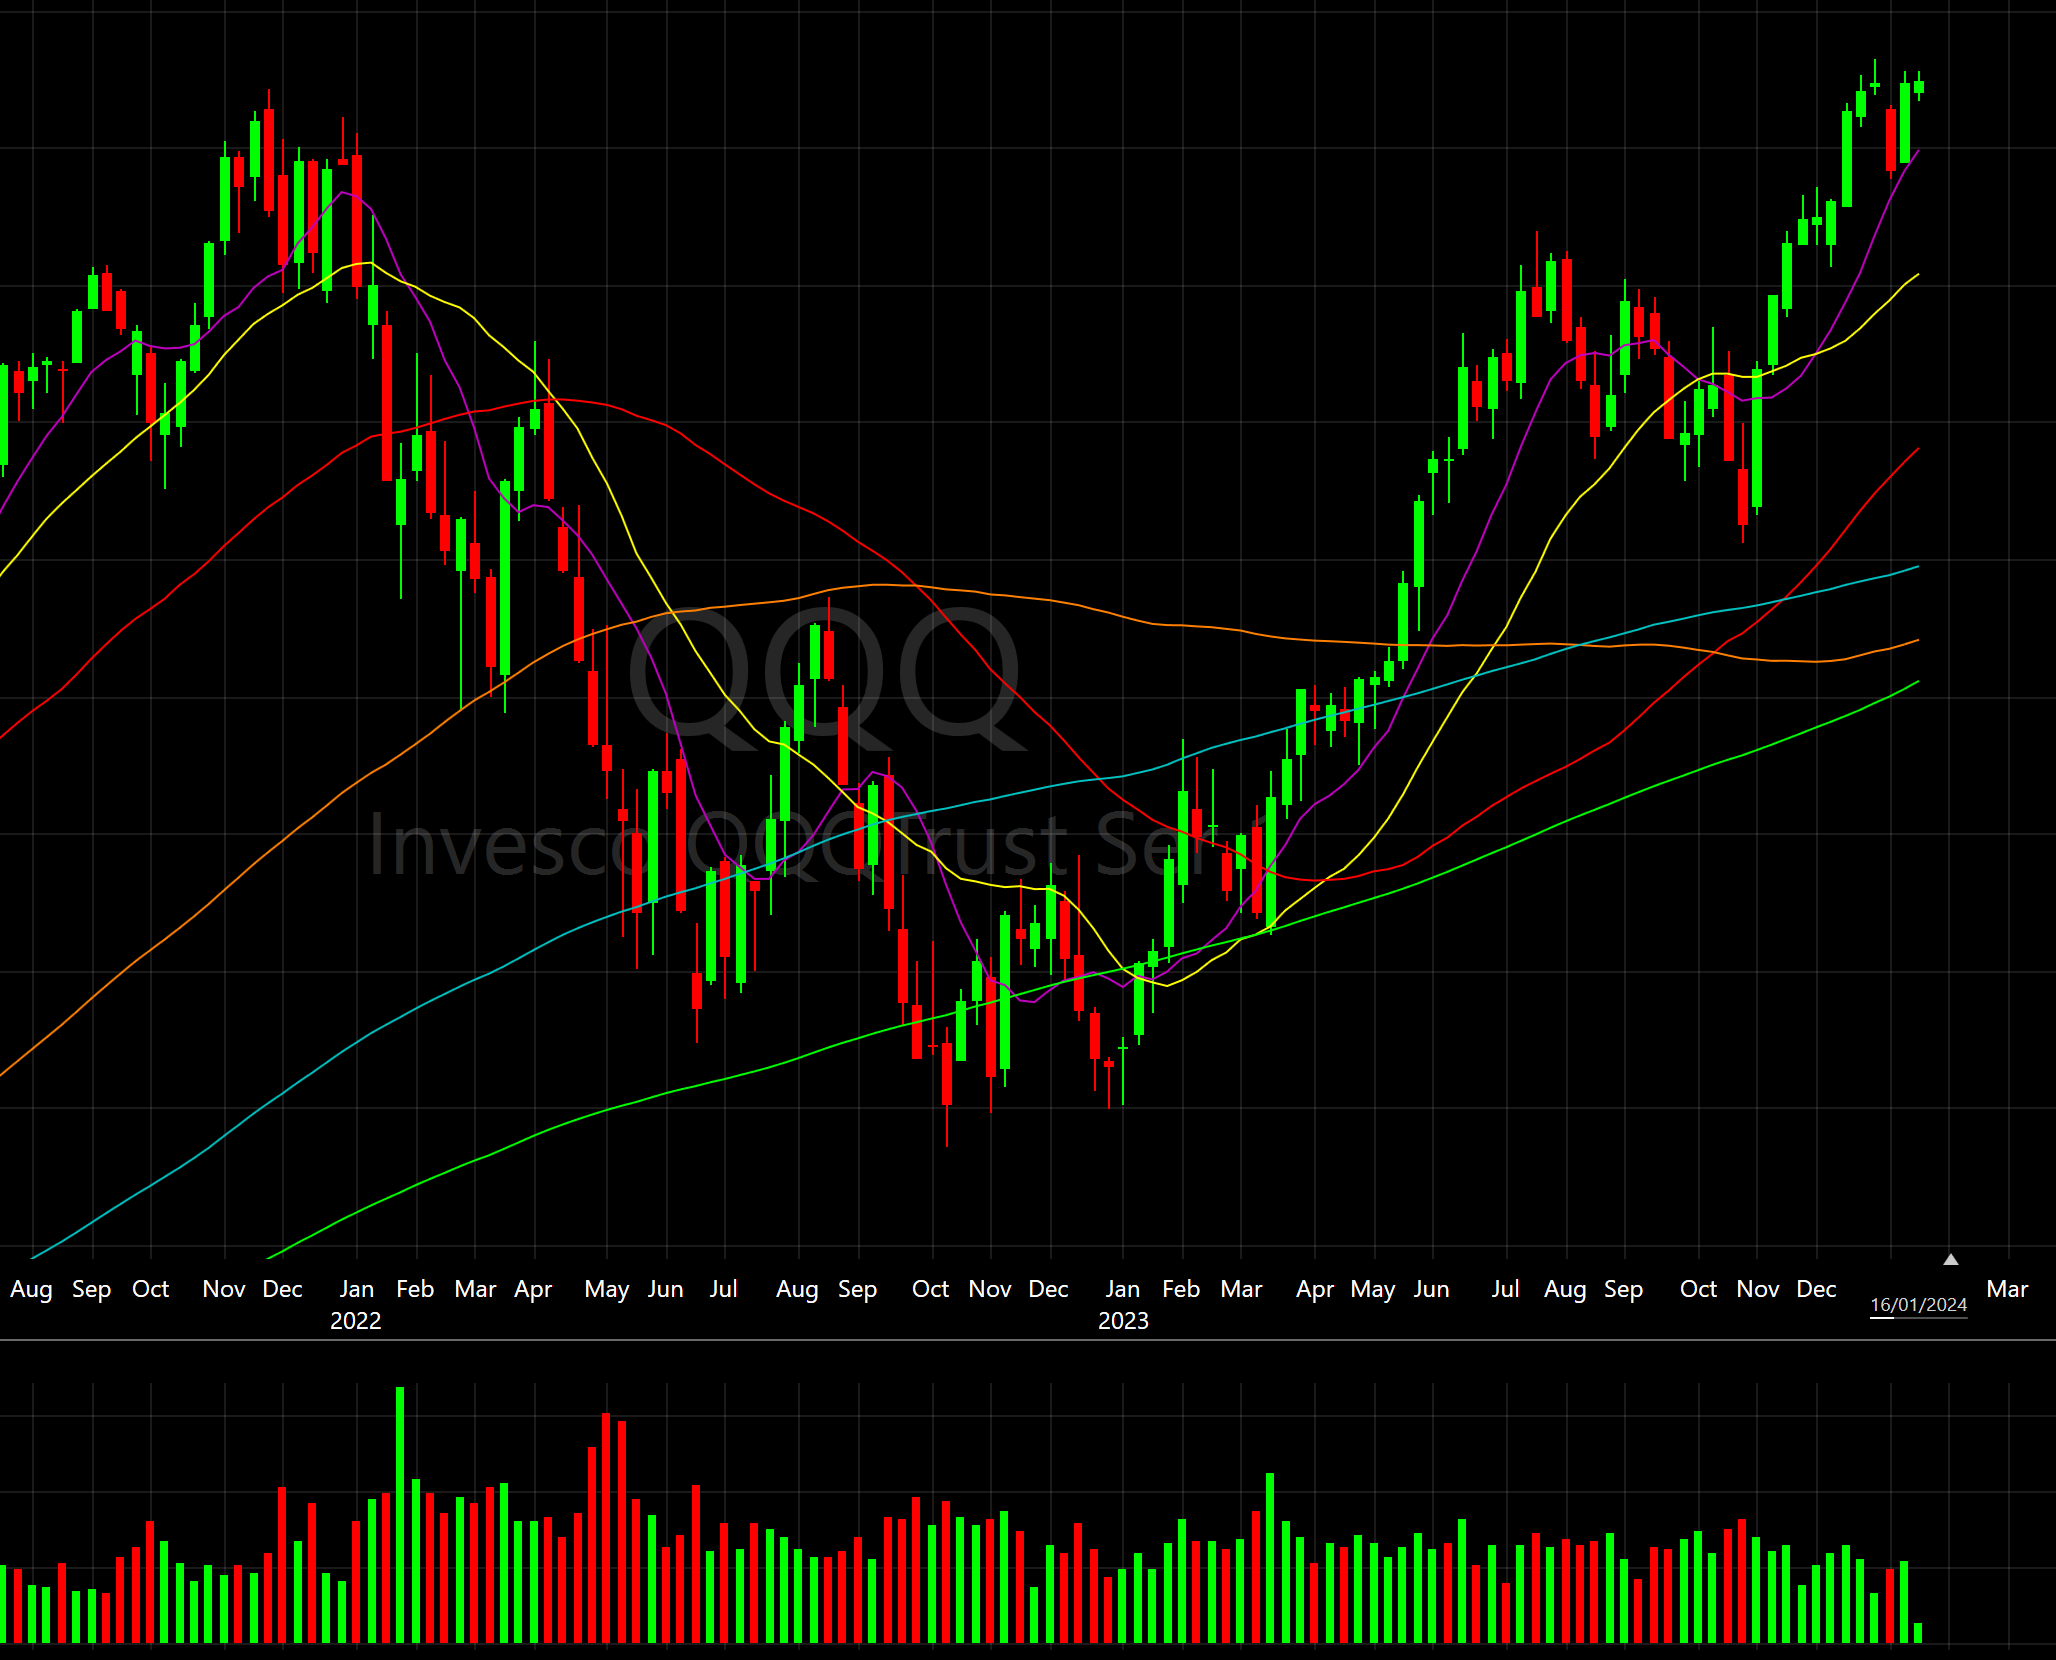 QQQ
Invesco QQQ Trust Ser 1
Aug Sep Oct Nov Dec Jan Feb Mar Apr May Jun Jul Aug Sep Oct Nov Dec Jan Feb Mar Apr May Jun Jul Aug Sep Oct Nov Dec Mar
2022 2023 16/01/2024